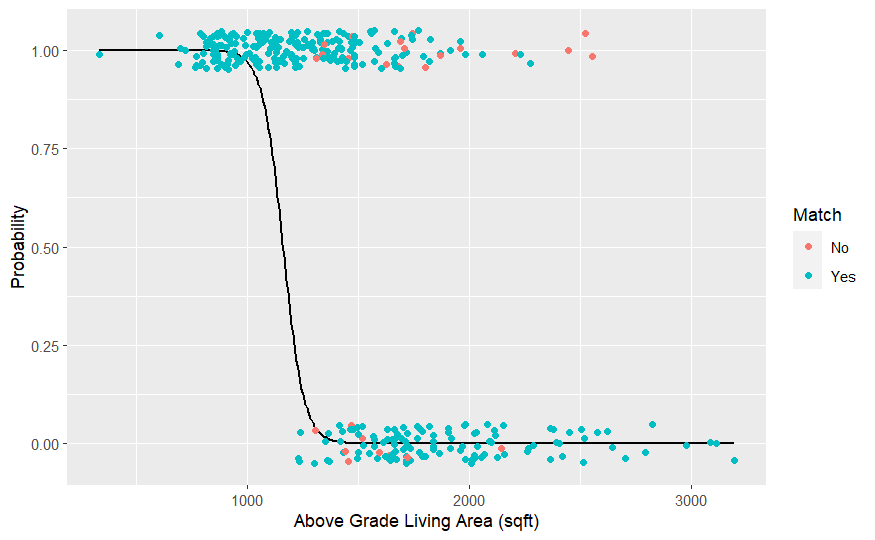 1.00
0.75
0.50
0.25
0.00
Probability
1000
2000
3000
Above Grade Living Area (sqft)
Match
No
Yes